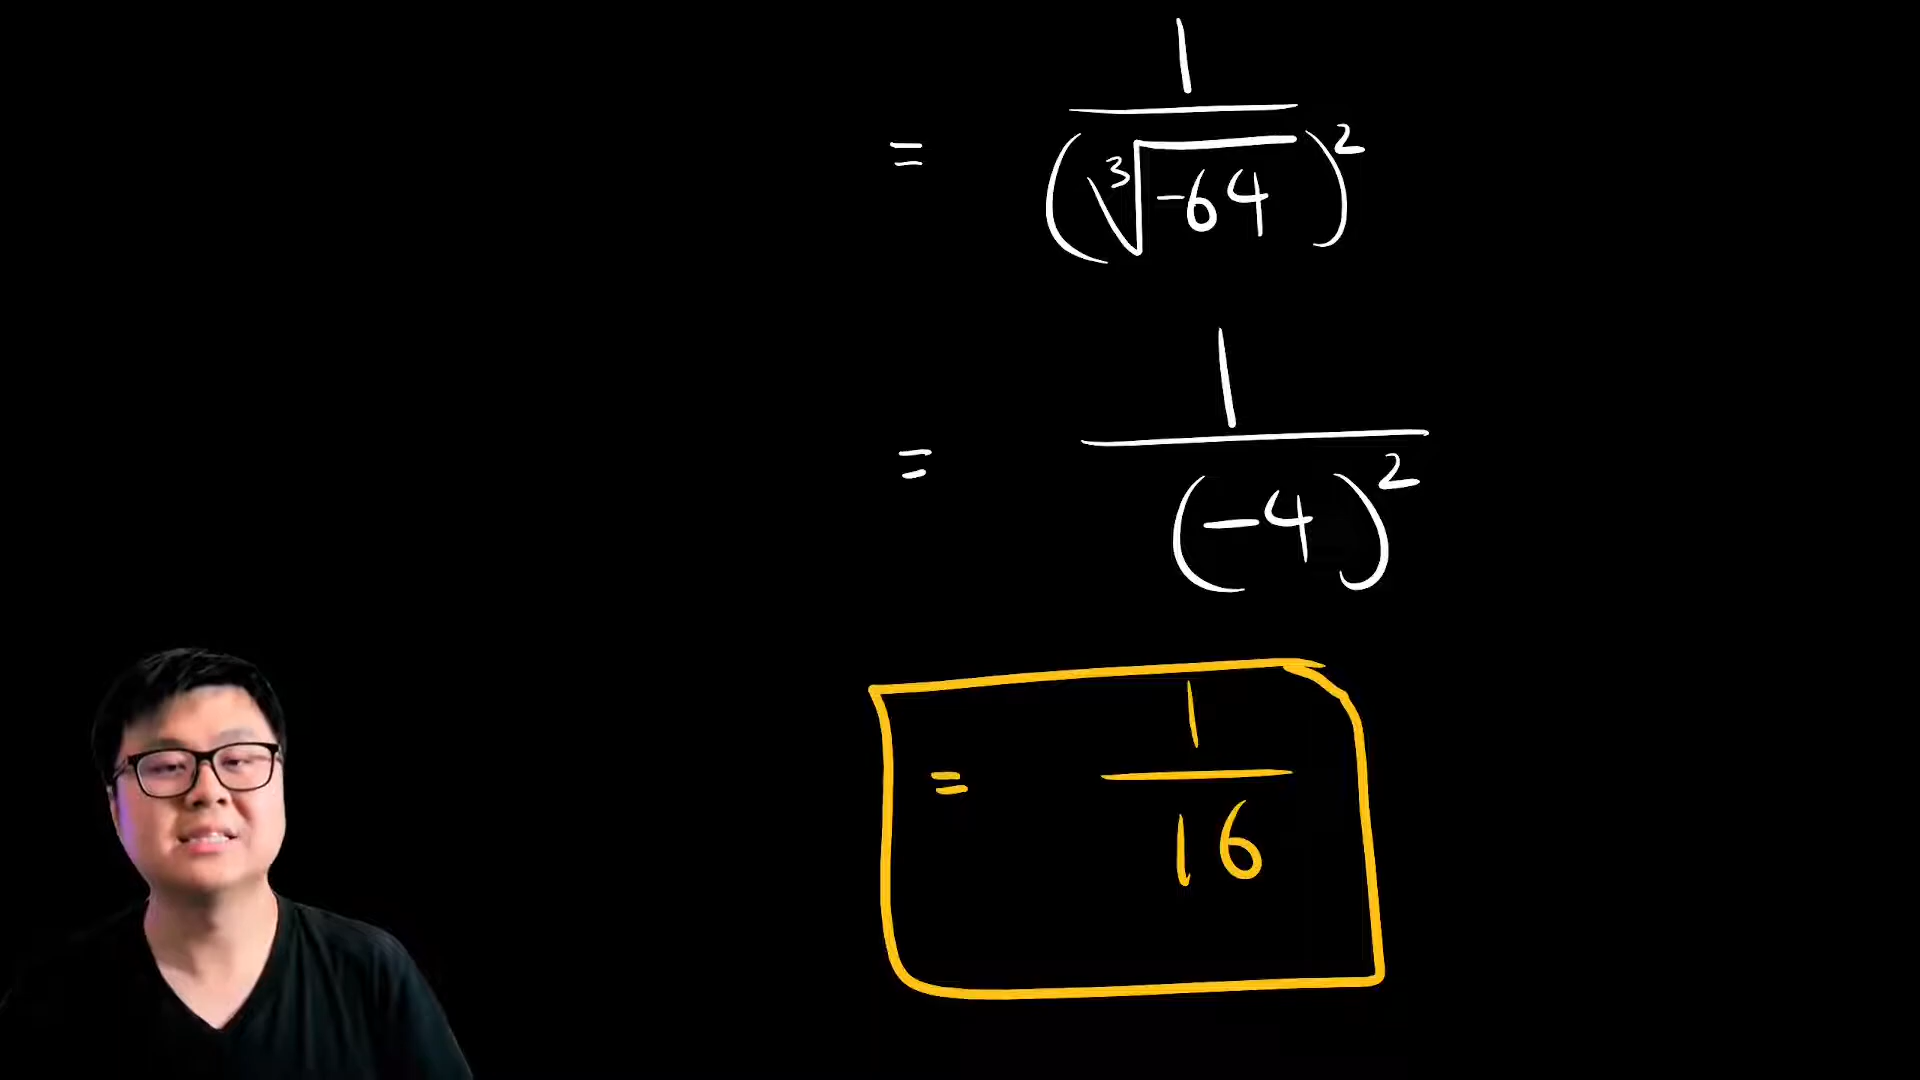 = 1/(∛-64)²
= 1/(-4)²
= 1/16